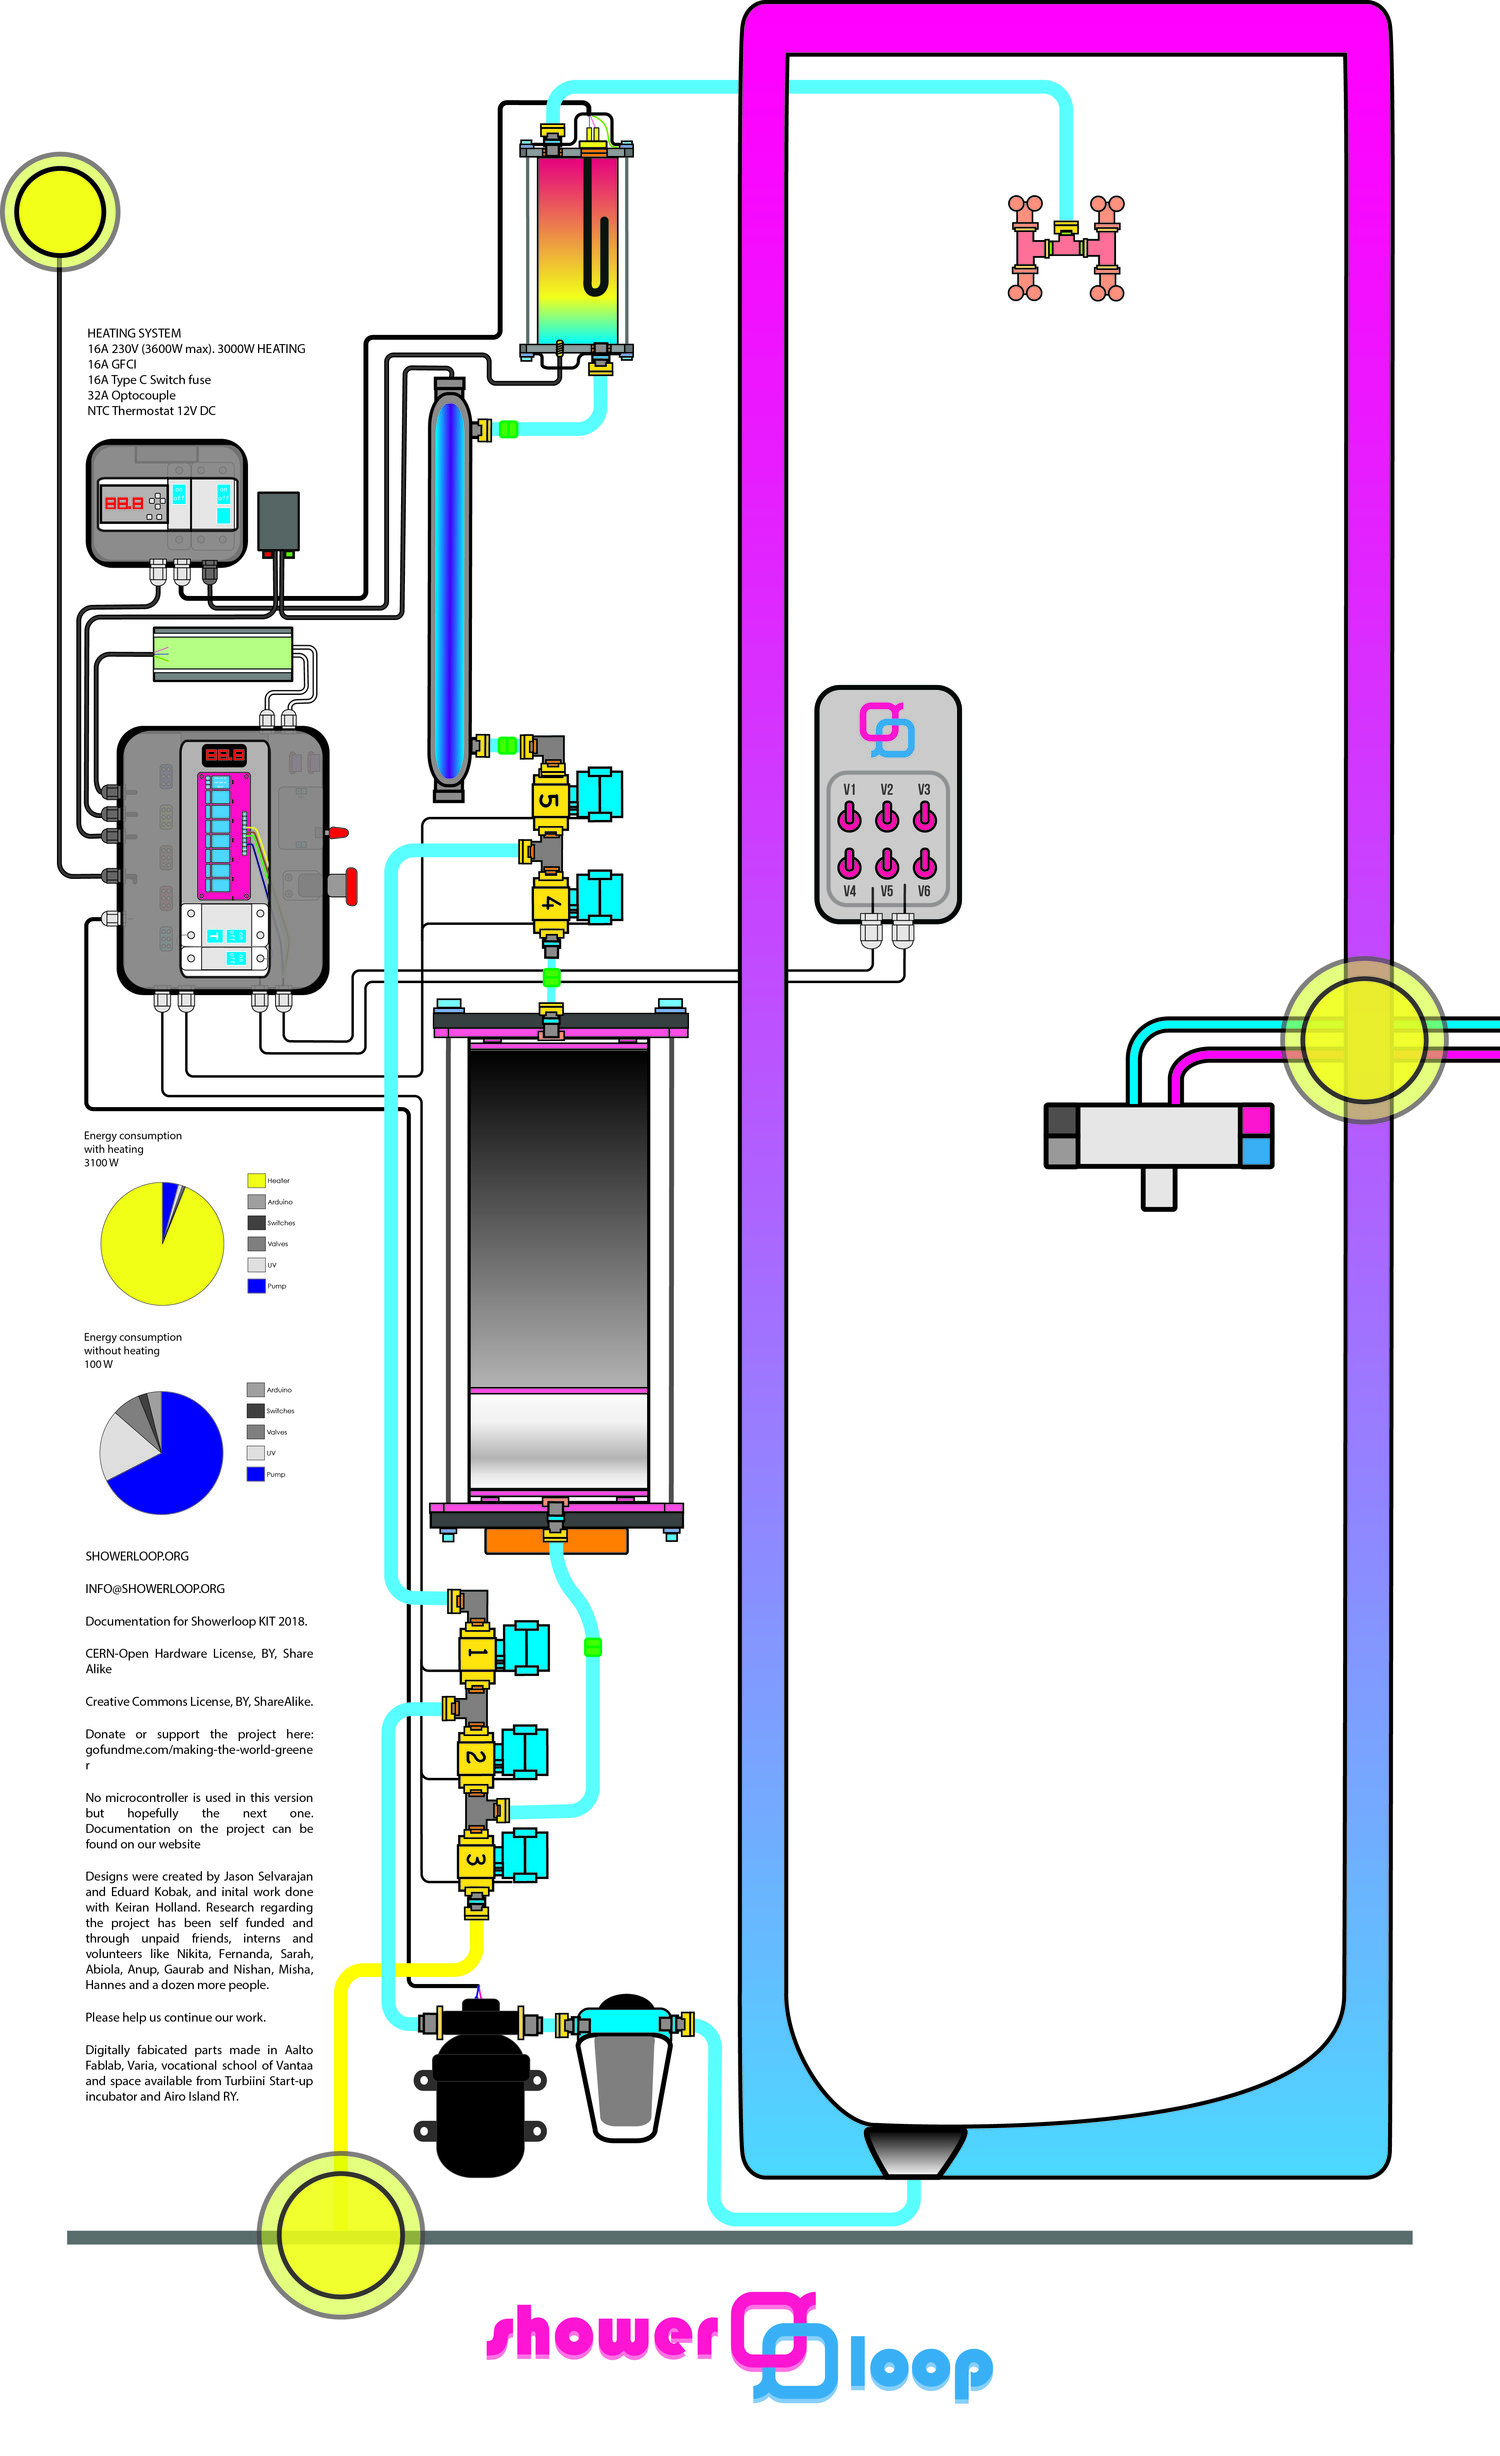 HEATING SYSTEM
16A 230V (3600W max). 3000W HEATING
16A GFCI
16A Type C Switch fuse
32A Optocouple
NTC Thermostat 12V DC
88.8
on
off
on
off
88.8
5
4
V1 V2 V3
V4 V5 V6
Energy consumption
with heating
3100 W
Heater
Arduino
Switches
Valves
UV
Pump
Energy consumption
without heating
100 W
Arduino
Switches
Valves
UV
Pump
1
2
3
SHOWERLOOP.ORG
INFO@SHOWERLOOP.ORG
Documentation for Showerloop KIT 2018.
CERN-Open Hardware License, BY, Share
Alike
Creative Commons License, BY, ShareAlike.
Donate or support the project here:
gofundme.com/making-the-world-greene
r
No microcontroller is used in this version
but hopefully the next one.
Documentation on the project can be
found on our website
Designs were created by Jason Selvarajan
and Eduard Kobak, and inital work done
with Keiran Holland. Research regarding
the project has been self funded and
through unpaid friends, interns and
volunteers like Nikita, Fernanda, Sarah,
Abiola, Anup, Gaurab and Nishan, Misha,
Hannes and a dozen more people.
Please help us continue our work.
Digitally fabicated parts made in Aalto
Fablab, Varia, vocational school of Vantaa
and space available from Turbiini Start-up
incubator and Airo Island RY.
shower
loop